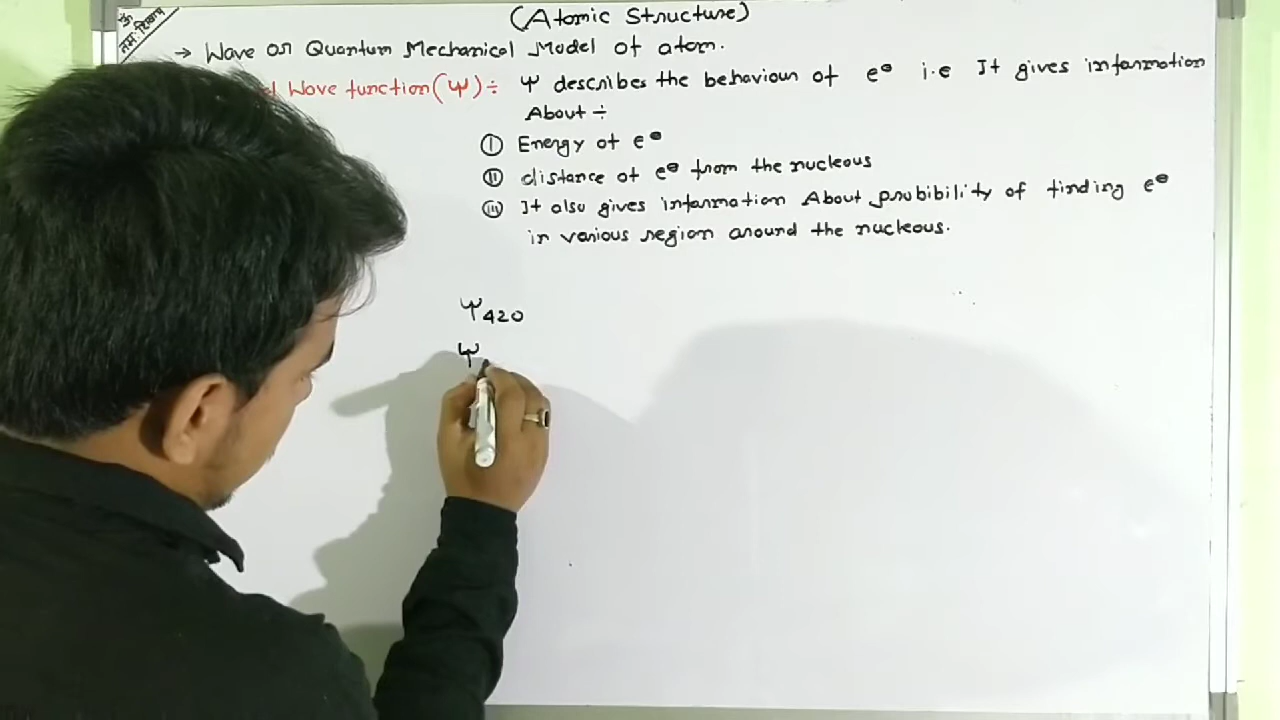 ॐ
नमः शिवाय
(Atomic Structure)
→ Wave or Quantum Mechanical Model of atom.
Wave function (Ψ) ÷ Ψ describes the behaviour of e⊖ i.e It gives information
About ÷
(I) Energy of e⊖
(II) distance of e⊖ from the nucleous
(III) It also gives information About probibility of finding e⊖
in various region around the nucleous.
Ψ₄₂₀
Ψ